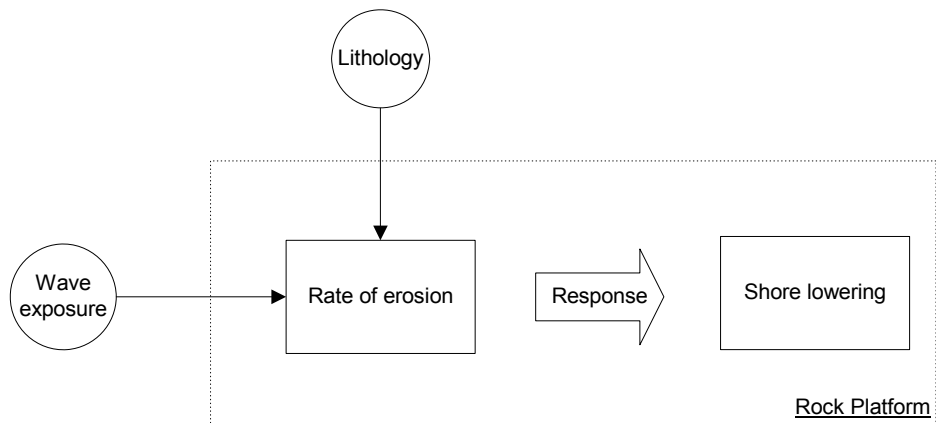 Lithology
Wave
exposure
Rate of erosion
Response
Shore lowering
Rock Platform